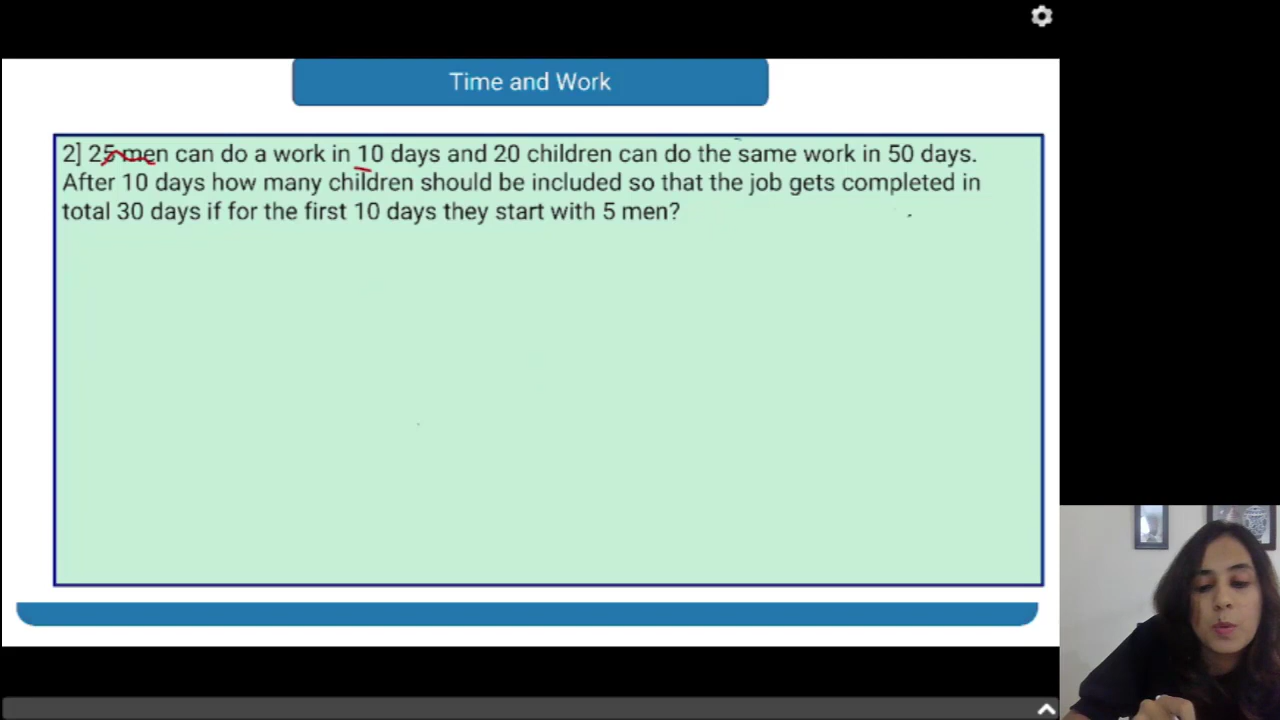 Time and Work
2] 25 men can do a work in 10 days and 20 children can do the same work in 50 days.
After 10 days how many children should be included so that the job gets completed in
total 30 days if for the first 10 days they start with 5 men?